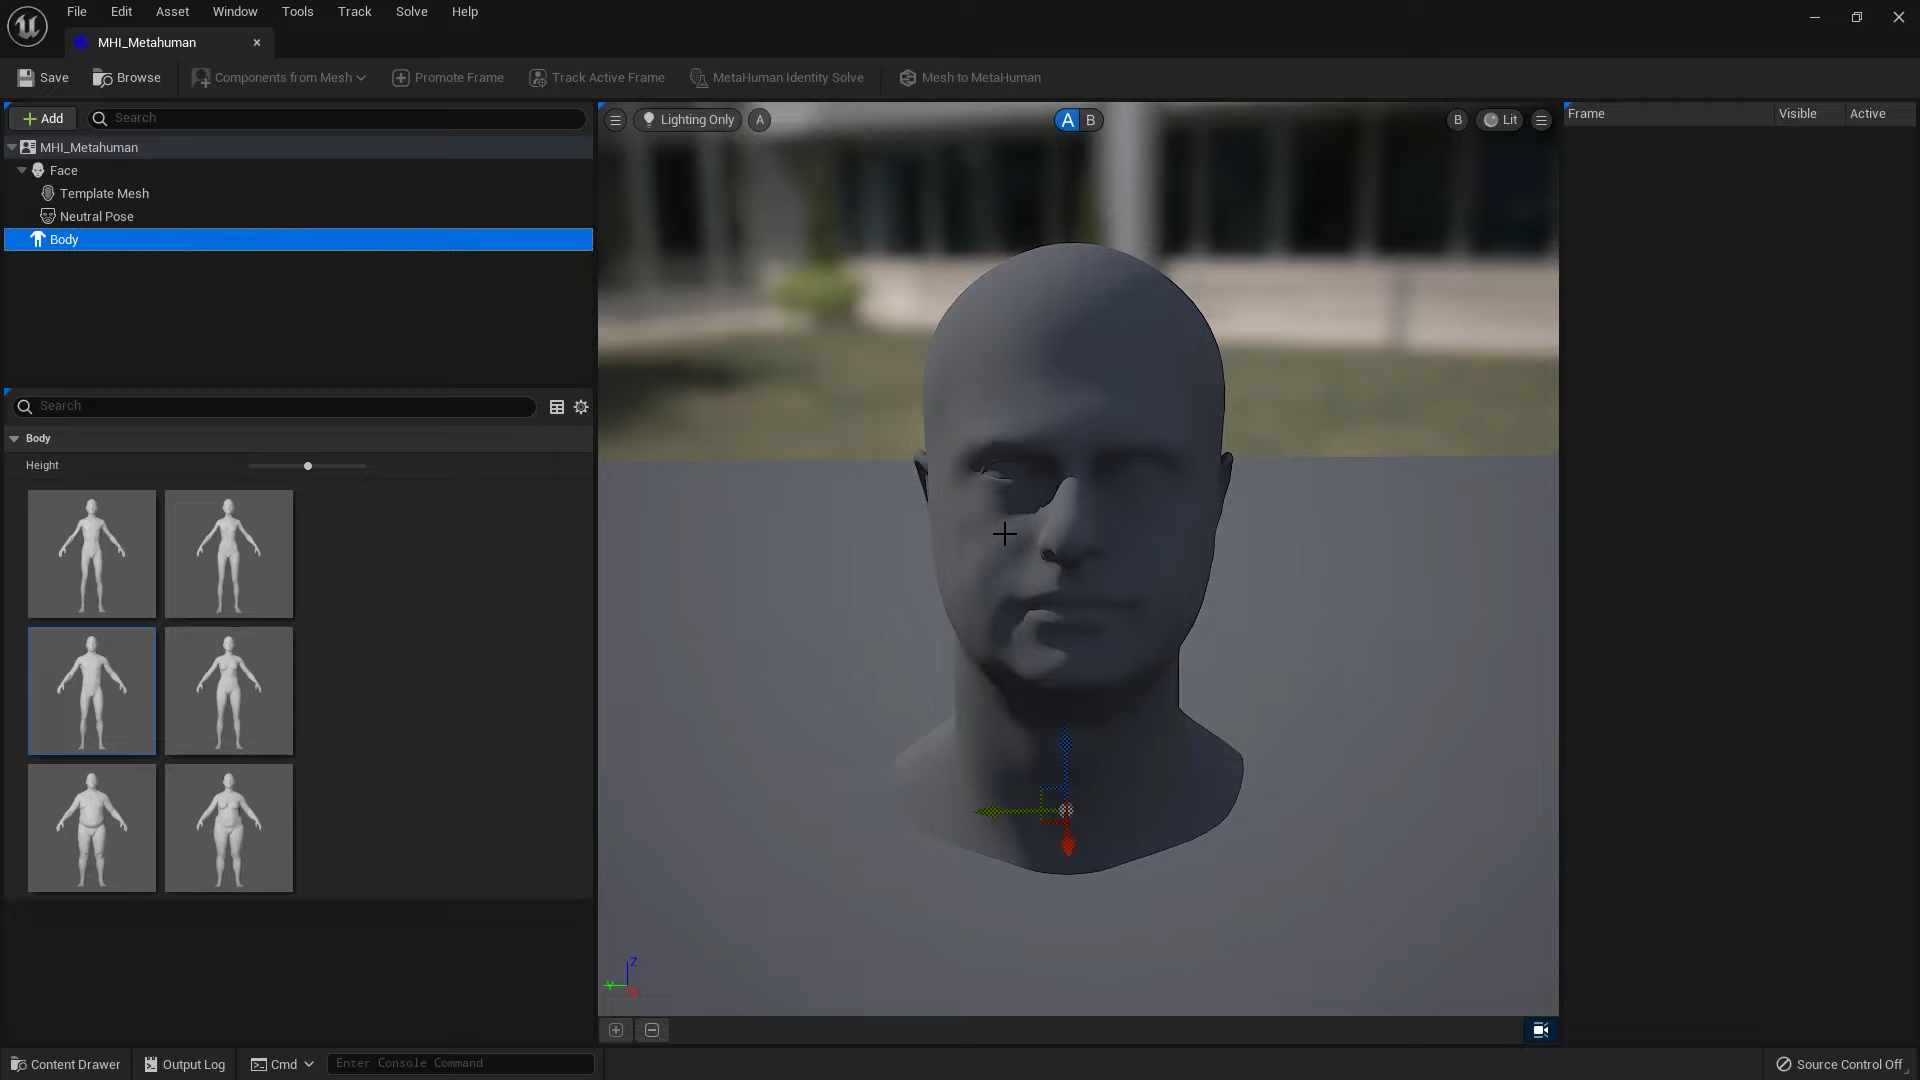 File Edit Asset Window Tools Track Solve Help
MHI_Metahuman
Save Browse Components from Mesh Promote Frame Track Active Frame MetaHuman Identity Solve Mesh to MetaHuman
Add Search
MHI_Metahuman
Face
Template Mesh
Neutral Pose
Body
Search
Body
Height
Lighting Only A
A B
B Lit
Frame Visible Active
Z
Y
X
Content Drawer Output Log Cmd Enter Console Command Source Control Off